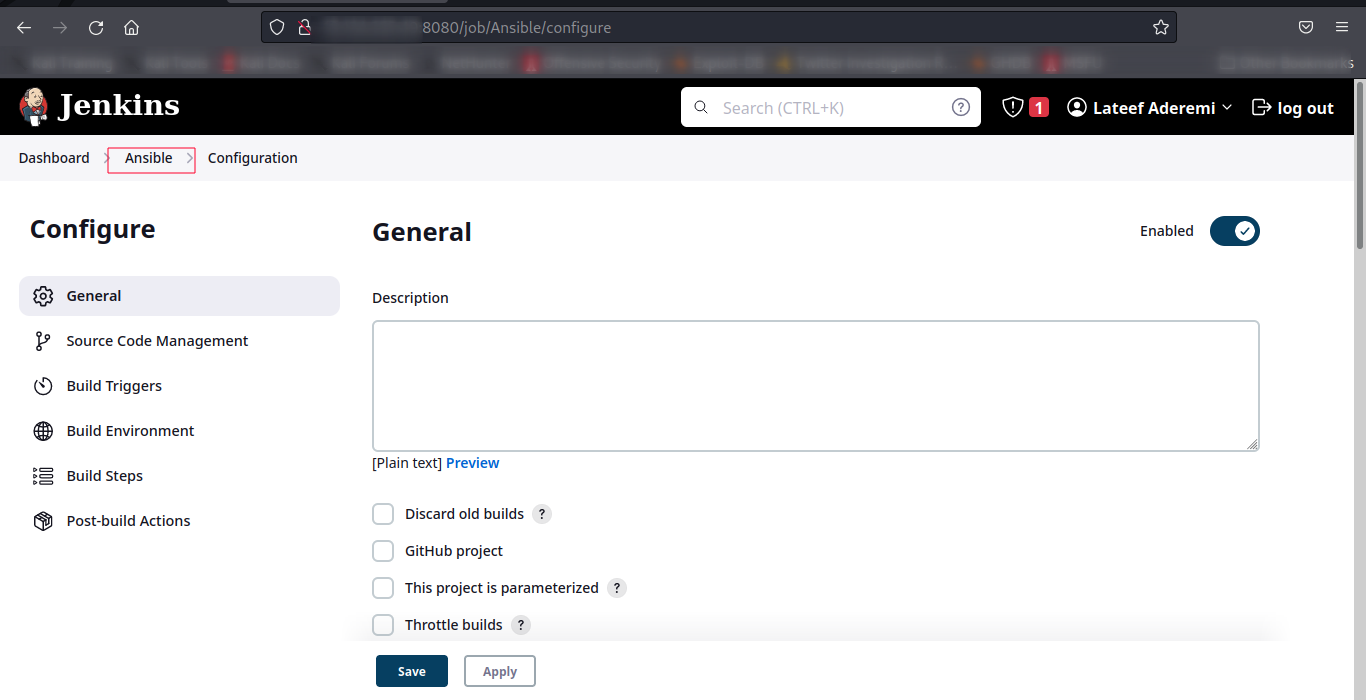 8080/job/Ansible/configure
Jenkins
Search (CTRL+K) ?
1
Lateef Aderemi
log out
Dashboard
Ansible
Configuration
Configure
General
Source Code Management
Build Triggers
Build Environment
Build Steps
Post-build Actions
General
Enabled
Description
[Plain text] Preview
Discard old builds ?
GitHub project
This project is parameterized ?
Throttle builds ?
Save
Apply